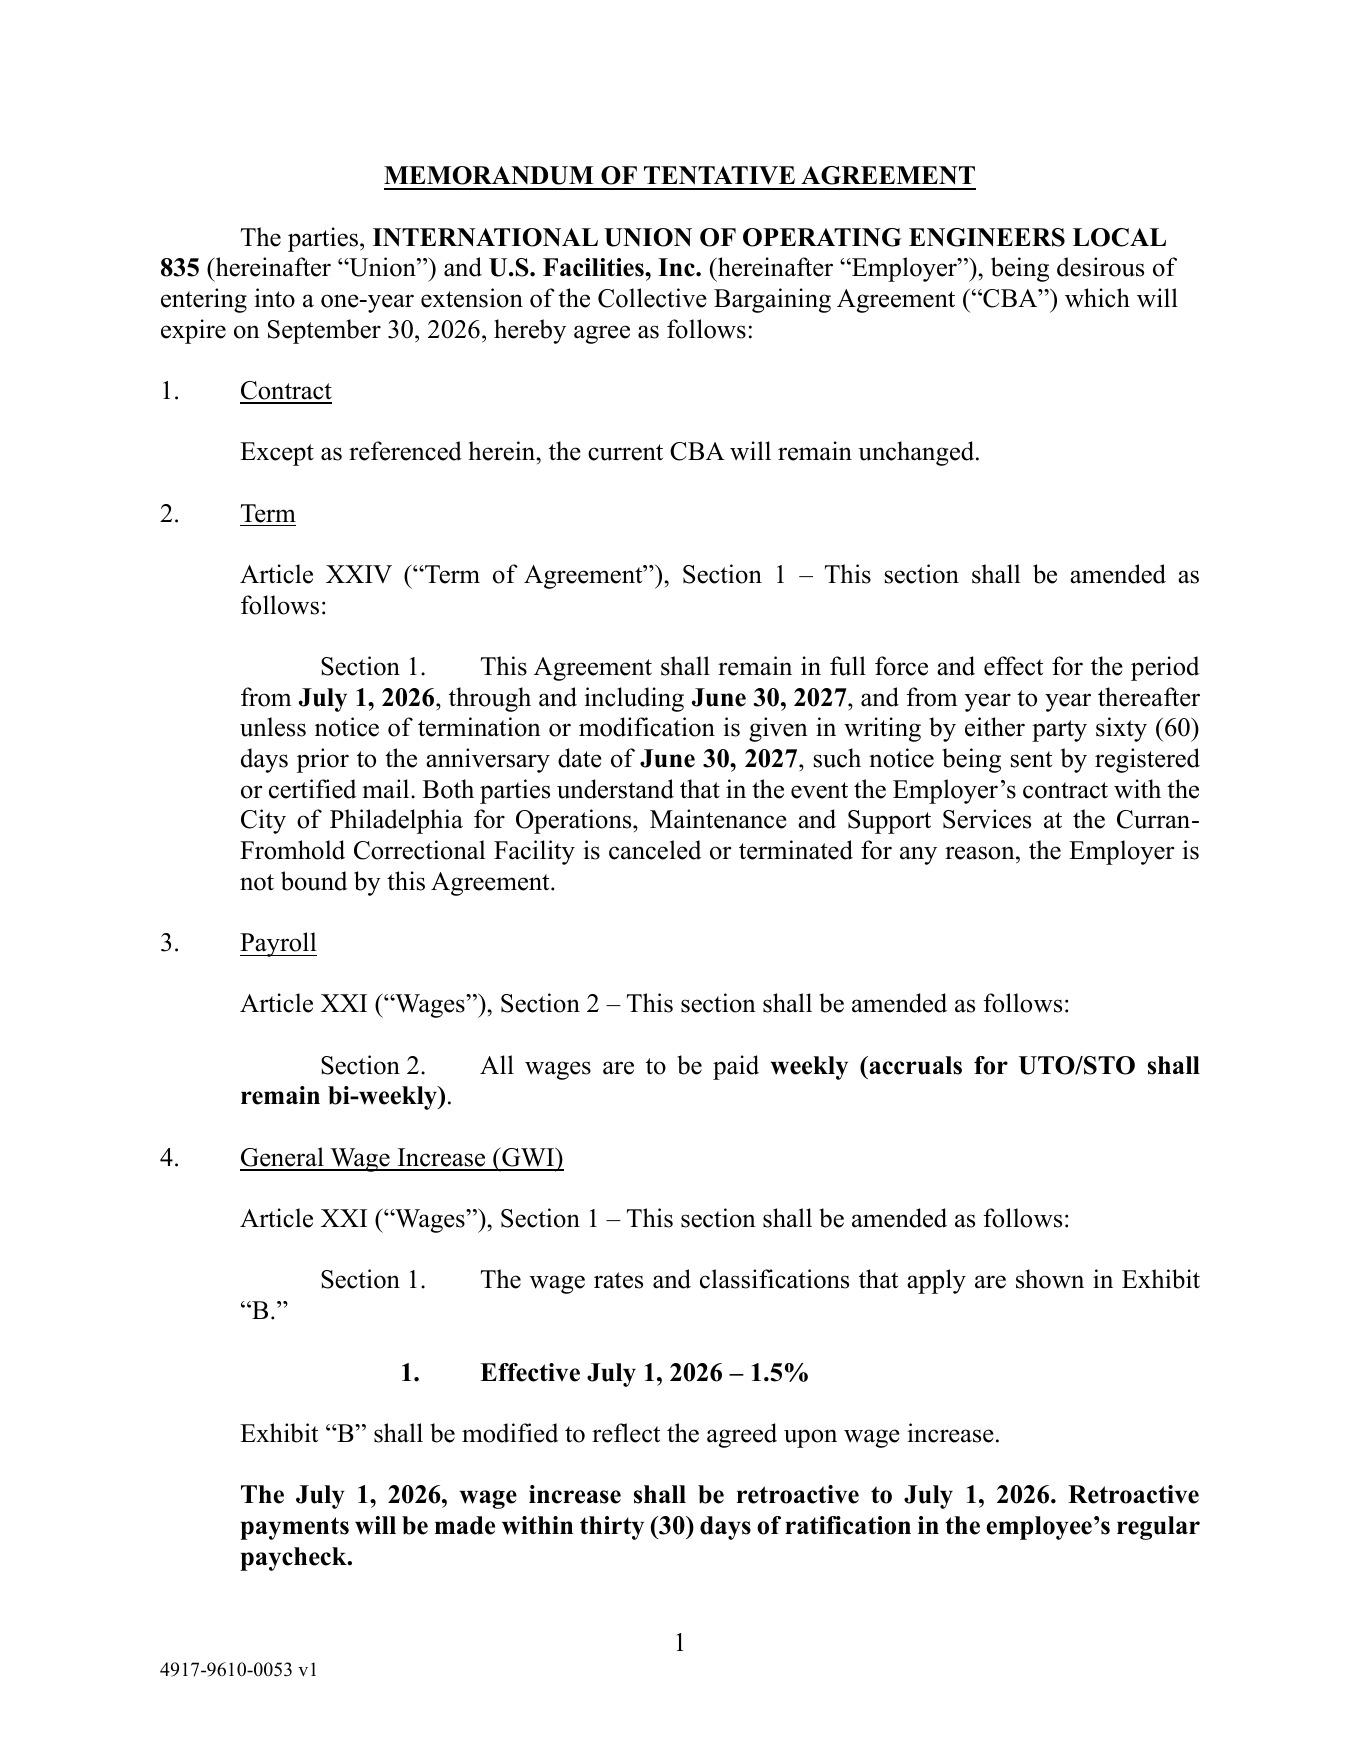 MEMORANDUM OF TENTATIVE AGREEMENT
The parties, INTERNATIONAL UNION OF OPERATING ENGINEERS LOCAL
835 (hereinafter “Union”) and U.S. Facilities, Inc. (hereinafter “Employer”), being desirous of
entering into a one-year extension of the Collective Bargaining Agreement (“CBA”) which will
expire on September 30, 2026, hereby agree as follows:
1. Contract
Except as referenced herein, the current CBA will remain unchanged.
2. Term
Article XXIV (“Term of Agreement”), Section 1 – This section shall be amended as
follows:
Section 1. This Agreement shall remain in full force and effect for the period
from July 1, 2026, through and including June 30, 2027, and from year to year thereafter
unless notice of termination or modification is given in writing by either party sixty (60)
days prior to the anniversary date of June 30, 2027, such notice being sent by registered
or certified mail. Both parties understand that in the event the Employer’s contract with the
City of Philadelphia for Operations, Maintenance and Support Services at the Curran-
Fromhold Correctional Facility is canceled or terminated for any reason, the Employer is
not bound by this Agreement.
3. Payroll
Article XXI (“Wages”), Section 2 – This section shall be amended as follows:
Section 2. All wages are to be paid weekly (accruals for UTO/STO shall
remain bi-weekly).
4. General Wage Increase (GWI)
Article XXI (“Wages”), Section 1 – This section shall be amended as follows:
Section 1. The wage rates and classifications that apply are shown in Exhibit
“B.”
1. Effective July 1, 2026 – 1.5%
Exhibit “B” shall be modified to reflect the agreed upon wage increase.
The July 1, 2026, wage increase shall be retroactive to July 1, 2026. Retroactive
payments will be made within thirty (30) days of ratification in the employee’s regular
paycheck.
1
4917-9610-0053 v1